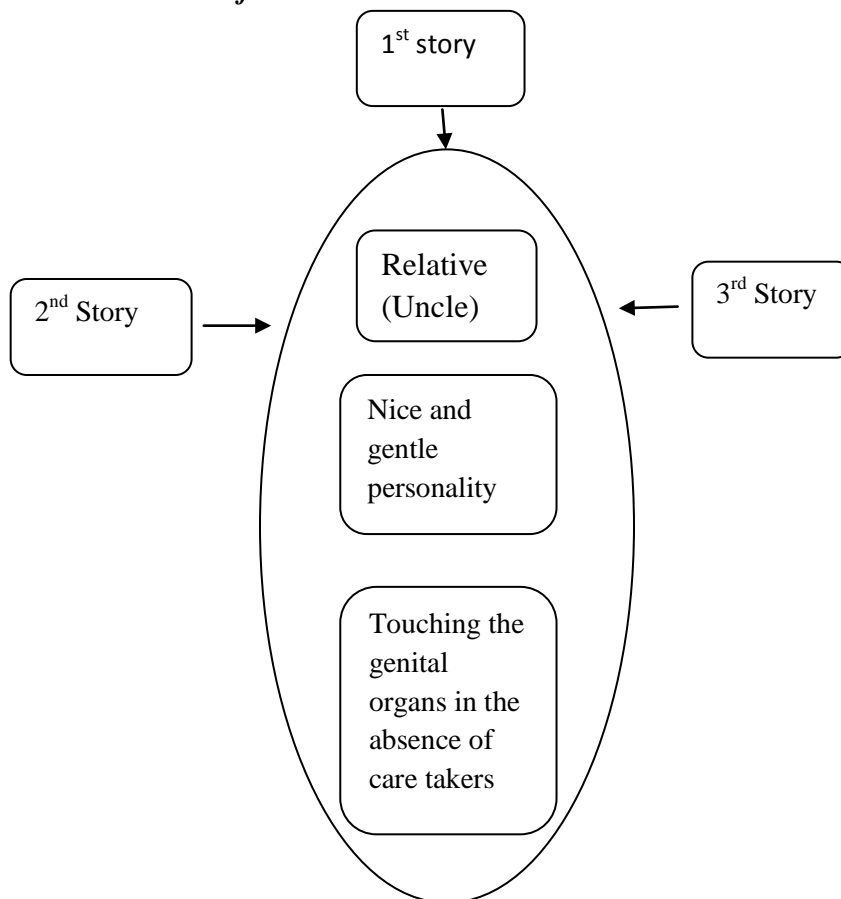 1st story
Relative
(Uncle)
2nd Story
3rd Story
Nice and
gentle
personality
Touching the
genital
organs in the
absence of
care takers